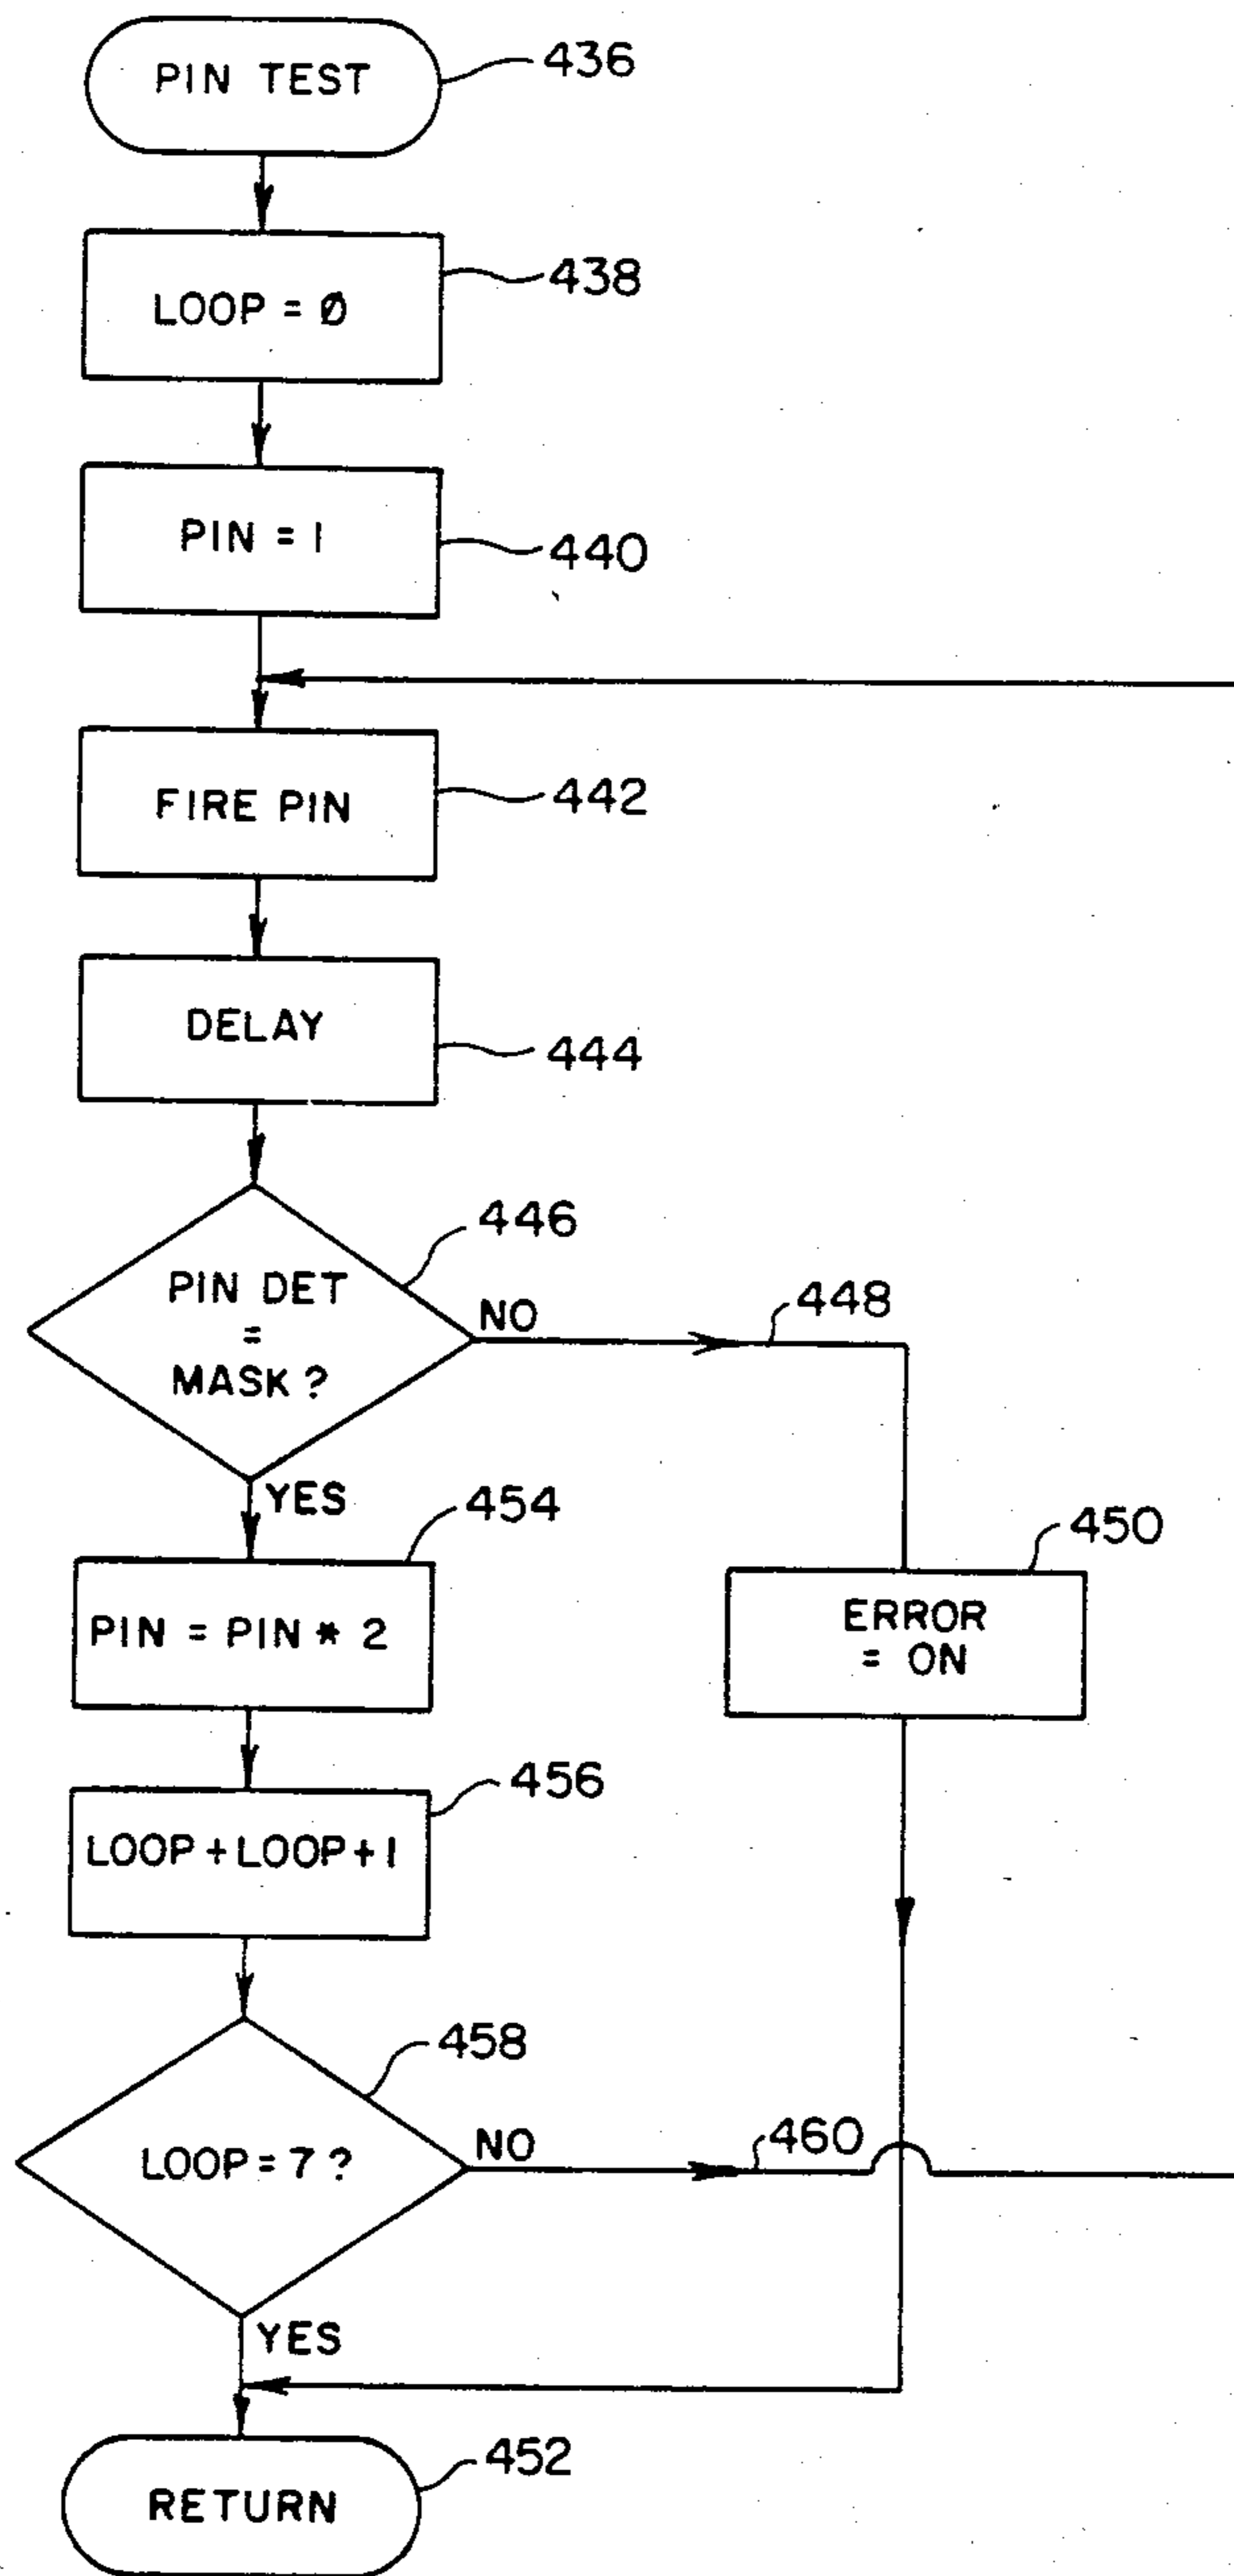 PIN TEST
436
LOOP = Ø
438
PIN = 1
440
FIRE PIN
442
DELAY
444
446
PIN DET
=
MASK ?
NO
448
YES
454
PIN = PIN * 2
450
ERROR
= ON
456
LOOP + LOOP + 1
458
LOOP = 7 ?
NO
460
YES
RETURN
452